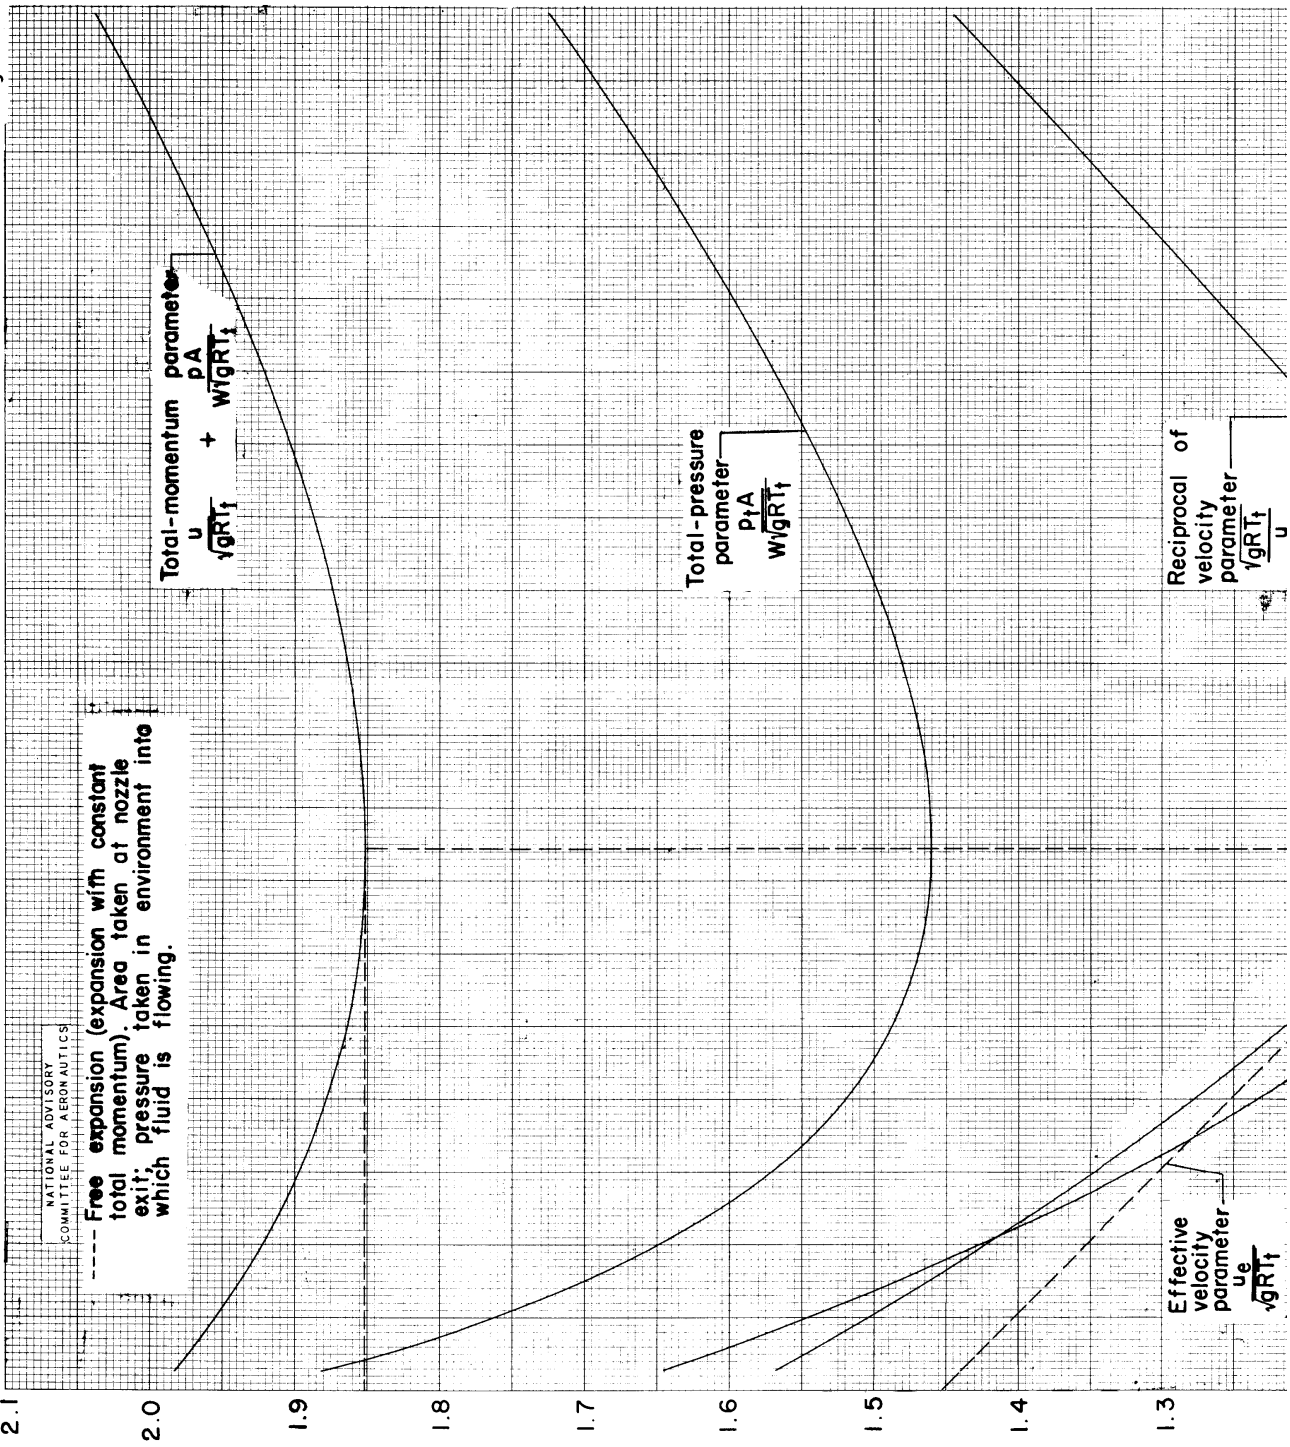 NATIONAL ADVISORY
COMMITTEE FOR AERONAUTICS
---- Free expansion (expansion with constant
total momentum). Area taken at nozzle
exit; pressure taken in environment into
which fluid is flowing.
Total-momentum parameter
u/√gRTt + pA/W√gRTt
Total-pressure
parameter
ptA/W√gRTt
Reciprocal of
velocity
parameter
√gRTt/u
Effective
velocity
parameter
ue/√gRTt
2.1
2.0
1.9
1.8
1.7
1.6
1.5
1.4
1.3